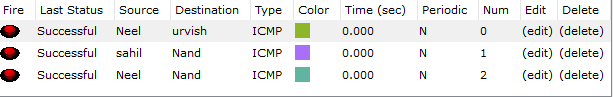 Fire Last Status Source Destination Type Color Time (sec) Periodic Num Edit Delete
Successful Neel urvish ICMP 0.000 N 0 (edit) (delete)
Successful sahil Nand ICMP 0.000 N 1 (edit) (delete)
Successful Neel Nand ICMP 0.000 N 2 (edit) (delete)